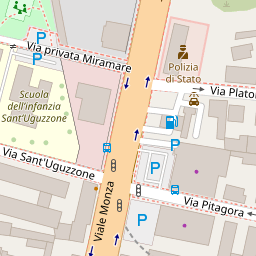 Via privata Miramare
Polizia
di Stato
Via Plato
Scuola
dell'infanzia
Sant'Uguzzone
Via Sant'Uguzzone
Viale Monza
Via Pitagora
P
P
P
P
P
P